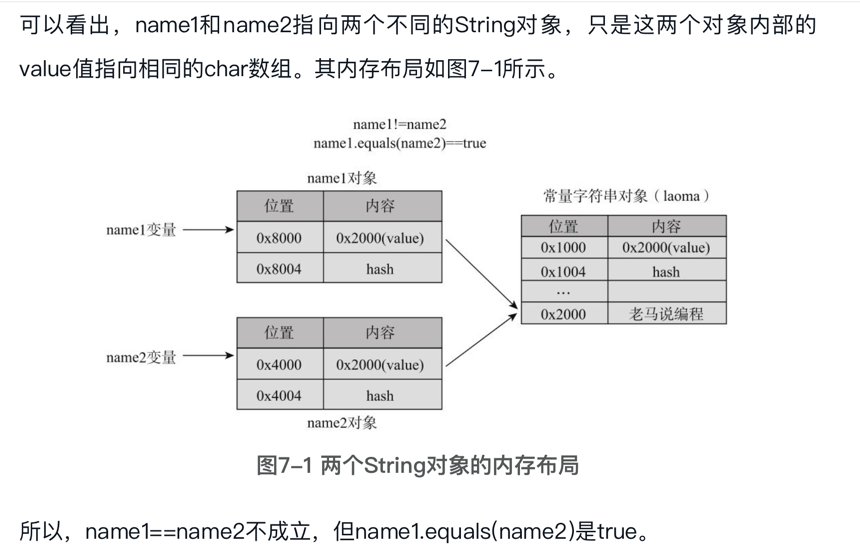 可以看出，name1和name2指向两个不同的String对象，只是这两个对象内部的
value值指向相同的char数组。其内存布局如图7-1所示。
name1!=name2
name1.equals(name2)==true
name1对象
位置 内容
name1变量
0x8000 0x2000(value)
0x8004 hash
常量字符串对象（laoma）
位置 内容
0x1000 0x2000(value)
0x1004 hash
…
0x2000 老马说编程
位置 内容
name2变量
0x4000 0x2000(value)
0x4004 hash
name2对象
图7-1 两个String对象的内存布局
所以，name1==name2不成立，但name1.equals(name2)是true。